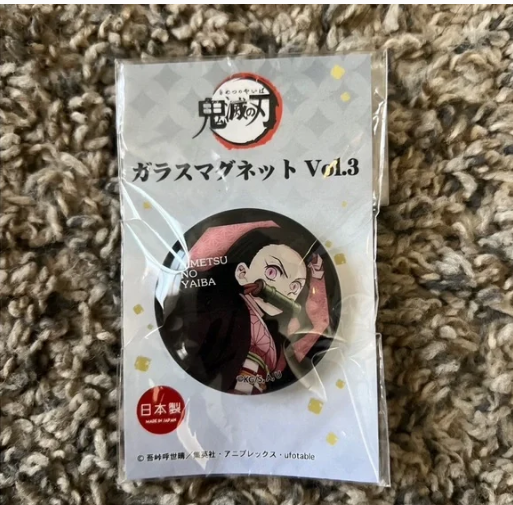 きめつのやいば
鬼滅の刃
ガラスマグネット Vol.3
KIMETSU
NO
YAIBA
日本製
MADE IN JAPAN
© 吾峠呼世晴／集英社・アニプレックス・ufotable